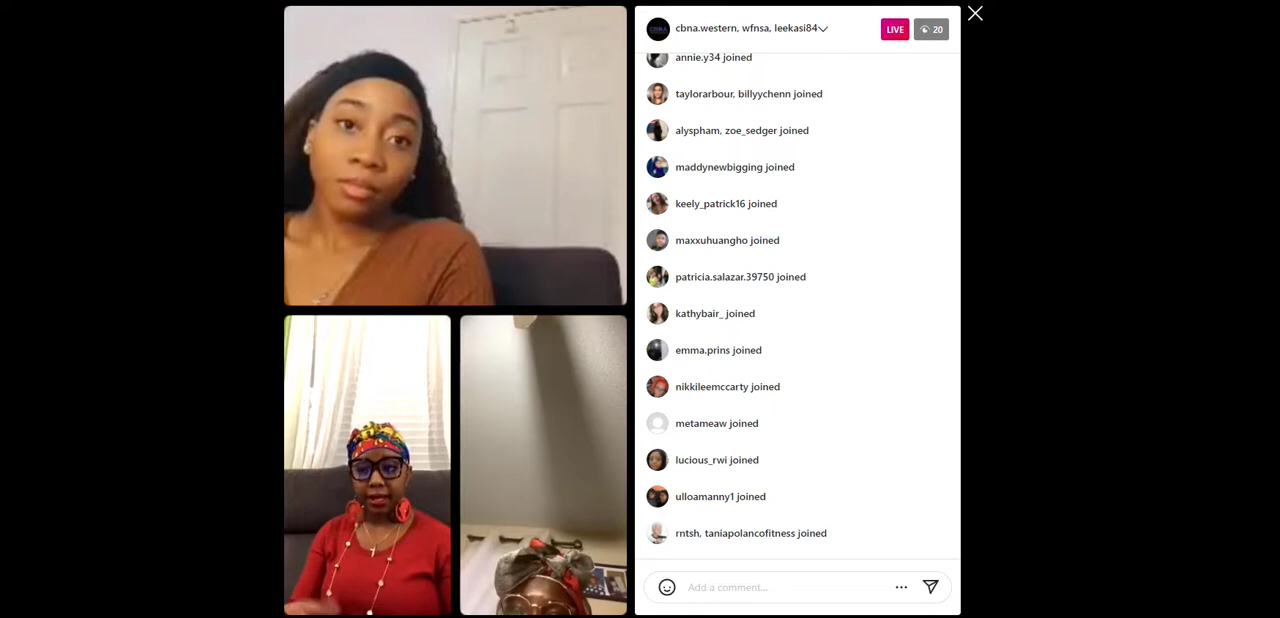 cbna.western, wfnsa, leekasi84
LIVE
20
annie.y34 joined
taylorarbour, billyychenn joined
alyspham, zoe_sedger joined
maddynewbigging joined
keely_patrick16 joined
maxxuhuangho joined
patricia.salazar.39750 joined
kathybair_ joined
emma.prins joined
nikkileemccarty joined
metameaw joined
lucious_rwi joined
ulloamanny1 joined
rntsh, taniapolancofitness joined
Add a comment...